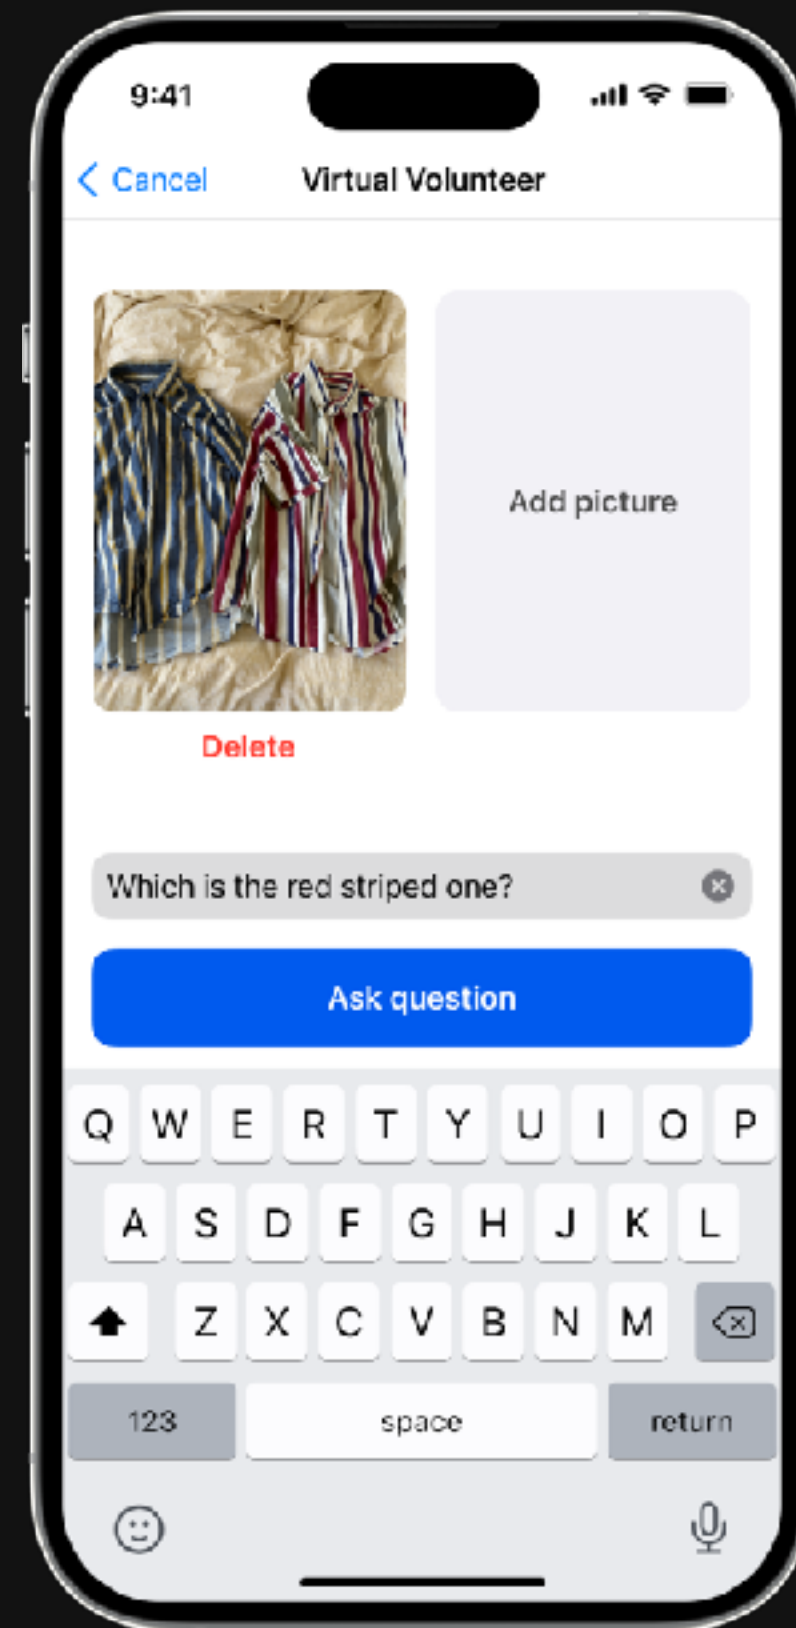 9:41
Cancel Virtual Volunteer
Add picture
Delete
Which is the red striped one?
Ask question
Q W E R T Y U I O P
A S D F G H J K L
Z X C V B N M
123 space return